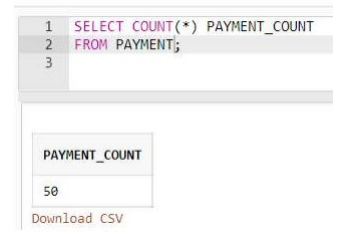 1 SELECT COUNT(*) PAYMENT_COUNT
2 FROM PAYMENT;
3
PAYMENT_COUNT
50
Download CSV